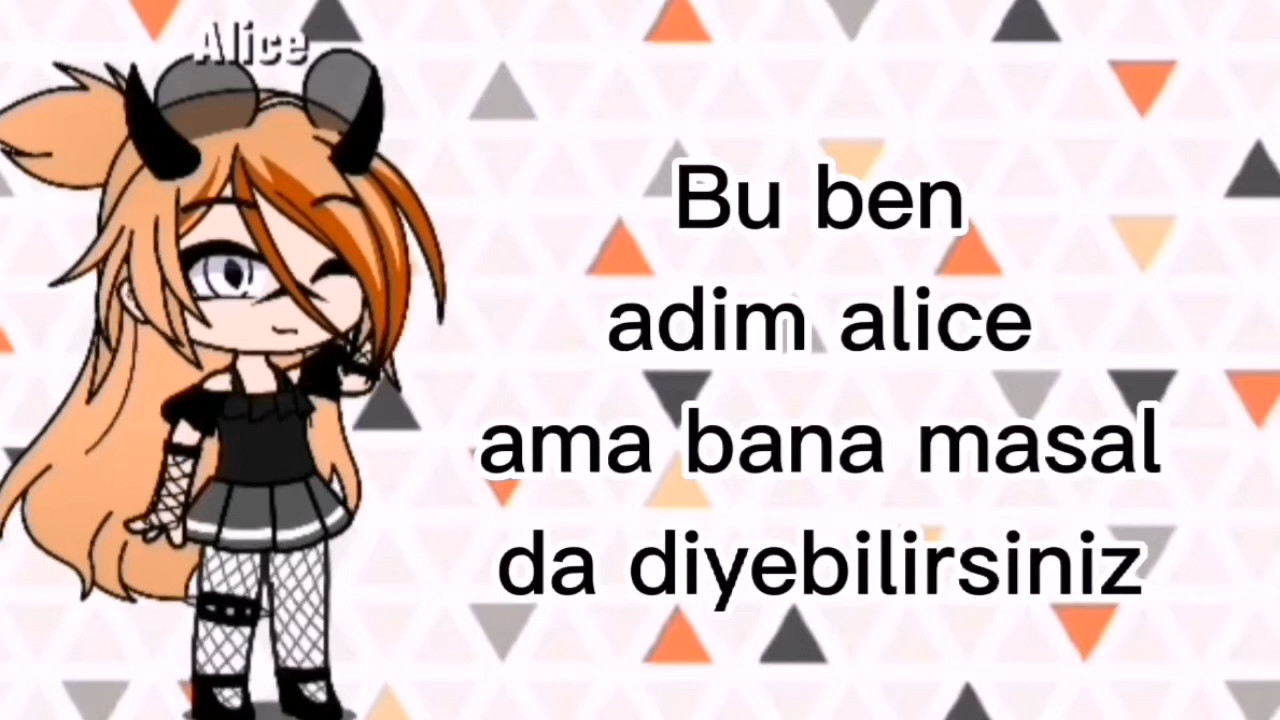 Alice
Bu ben
adim alice
ama bana masal
da diyebilirsiniz